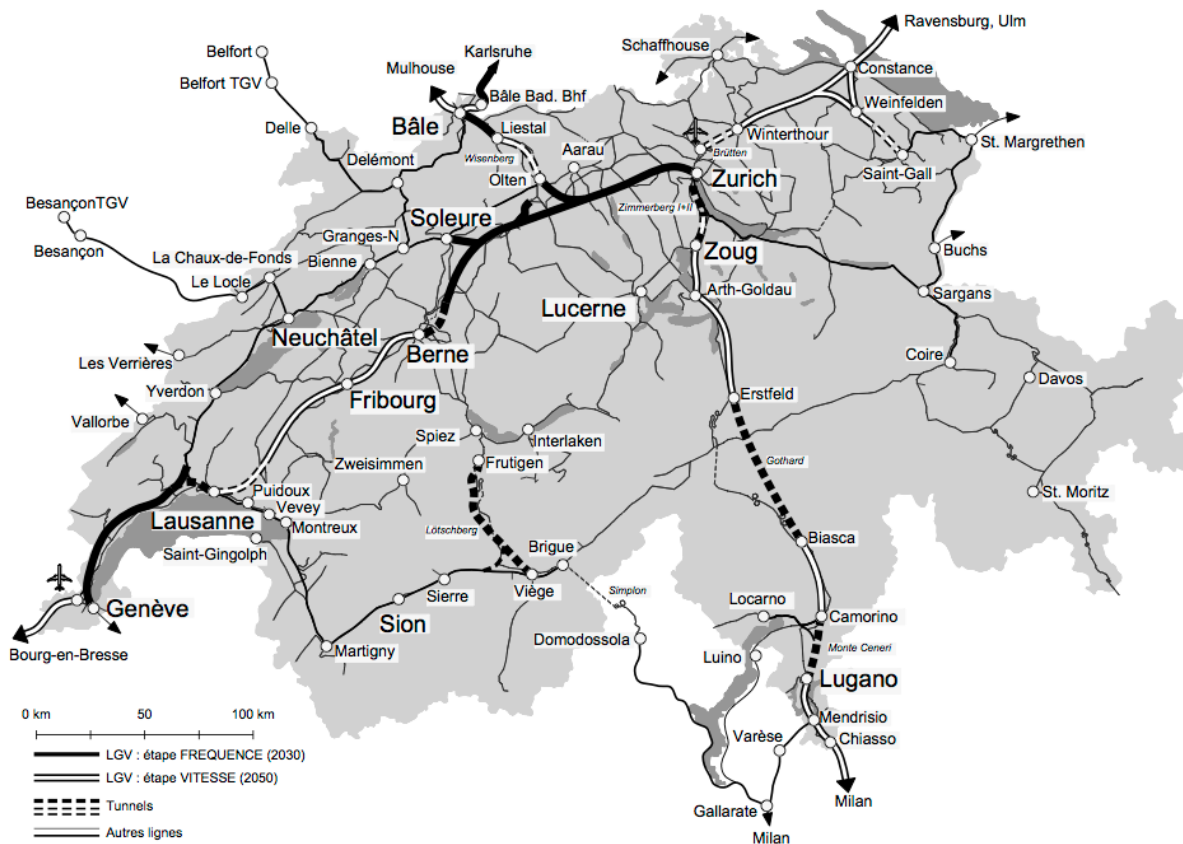 Ravensburg, Ulm
Belfort
Karlsruhe
Schaffhouse
Mulhouse
Constance
Belfort TGV
Bâle Bad. Bhf
Weinfelden
Bâle
Liestal
Winterthour
Delle
St. Margrethen
Wisenberg
Aarau
Brütten
Delémont
Saint-Gall
Olten
Zurich
BesançonTGV
Soleure
Zimmerberg I+II
Besançon
Granges-N
Buchs
La Chaux-de-Fonds
Zoug
Bienne
Le Locle
Arth-Goldau
Sargans
Lucerne
Neuchâtel
Berne
Les Verrières
Coire
Davos
Yverdon
Fribourg
Erstfeld
Vallorbe
Spiez
Interlaken
Zweisimmen
Frutigen
Gothard
Puidoux
St. Moritz
Vevey
Lausanne
Montreux
Lötschberg
Saint-Gingolph
Biasca
Brigue
Sierre
Viège
Simplon
Genève
Locarno
Camorino
Sion
Domodossola
Bourg-en-Bresse
Martigny
Monte Ceneri
Luino
Lugano
0 km 50 100 km
Mendrisio
Varèse
Chiasso
LGV : étape FREQUENCE (2030)
LGV : étape VITESSE (2050)
Tunnels
Milan
Gallarate
Autres lignes
Milan